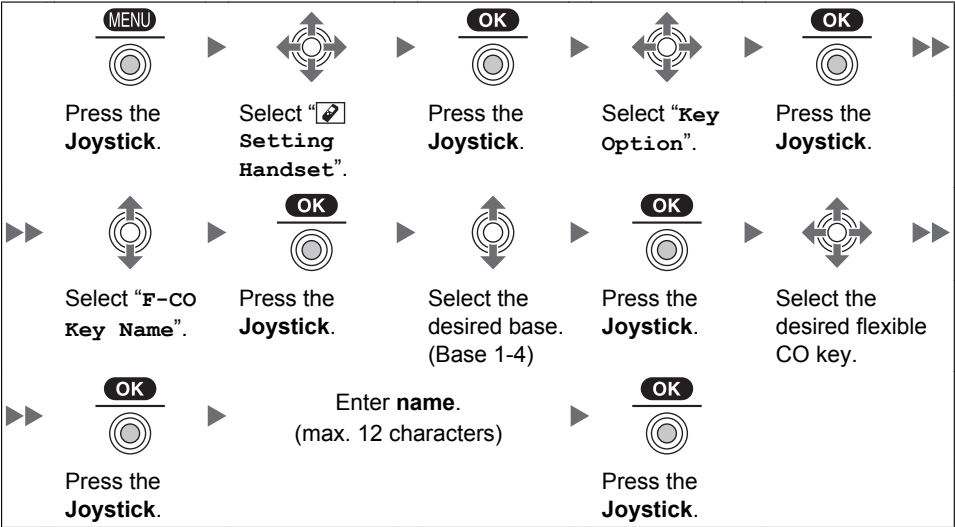 MENU
OK
OK
Press the
Joystick.
Select “
Setting
Handset”.
Press the
Joystick.
Select “Key
Option”.
Press the
Joystick.
OK
OK
Select “F-CO
Key Name”.
Press the
Joystick.
Select the
desired base.
(Base 1-4)
Press the
Joystick.
Select the
desired flexible
CO key.
OK
Press the
Joystick.
Enter name.
(max. 12 characters)
OK
Press the
Joystick.